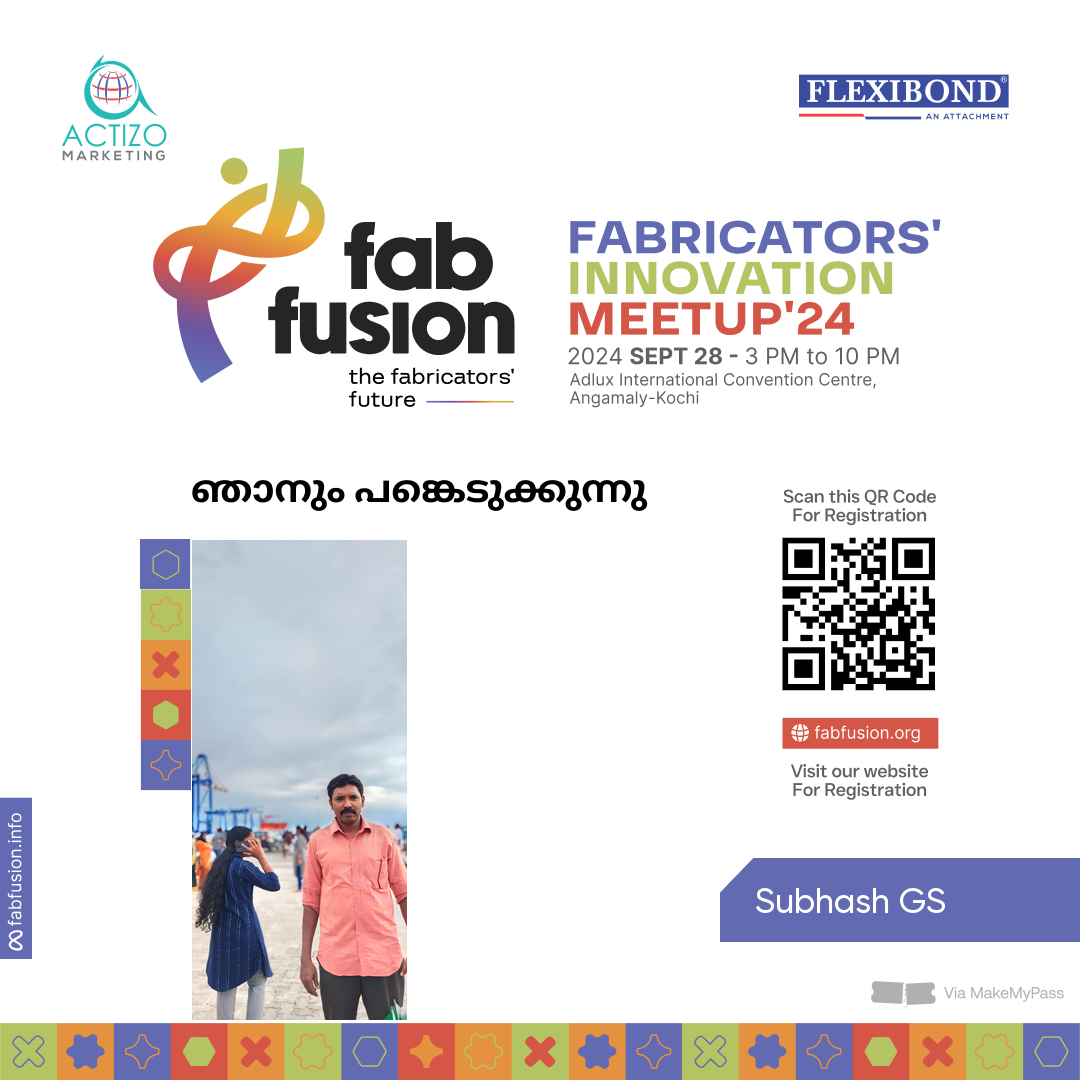 ACTIZO
MARKETING
FLEXIBOND®
AN ATTACHMENT
fab
fusion
the fabricators'
future
FABRICATORS'
INNOVATION
MEETUP'24
2024 SEPT 28 - 3 PM to 10 PM
Adlux International Convention Centre,
Angamaly-Kochi
ഞാനും പങ്കെടുക്കുന്നു
Scan this QR Code
For Registration
fabfusion.org
Visit our website
For Registration
fabfusion.info
Subhash GS
Via MakeMyPass